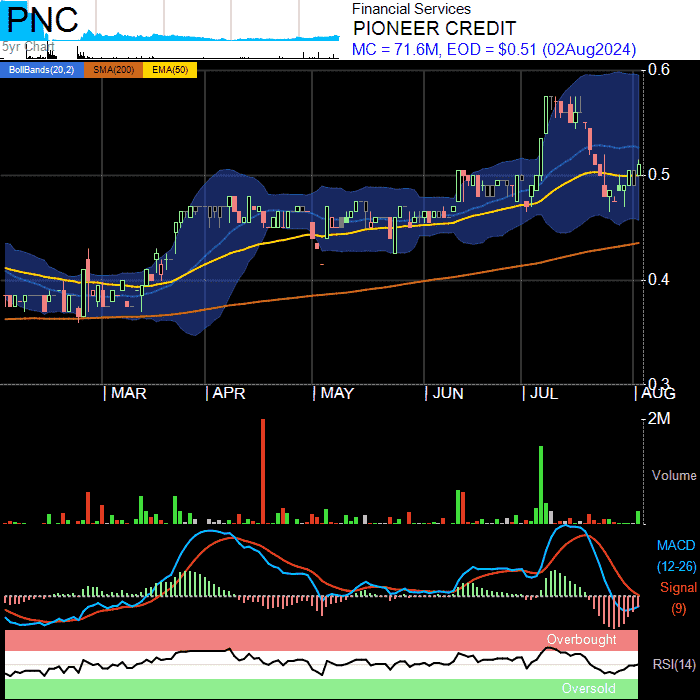 PNC
5yr Chart
Financial Services
PIONEER CREDIT
MC = 71.6M, EOD = $0.51 (02Aug2024)
BollBands(20,2) SMA(200) EMA(50)
0.6
0.5
0.4
0.3
MAR APR MAY JUN JUL AUG
2M
Volume
MACD
(12-26)
Signal
(9)
Overbought
RSI(14)
Oversold